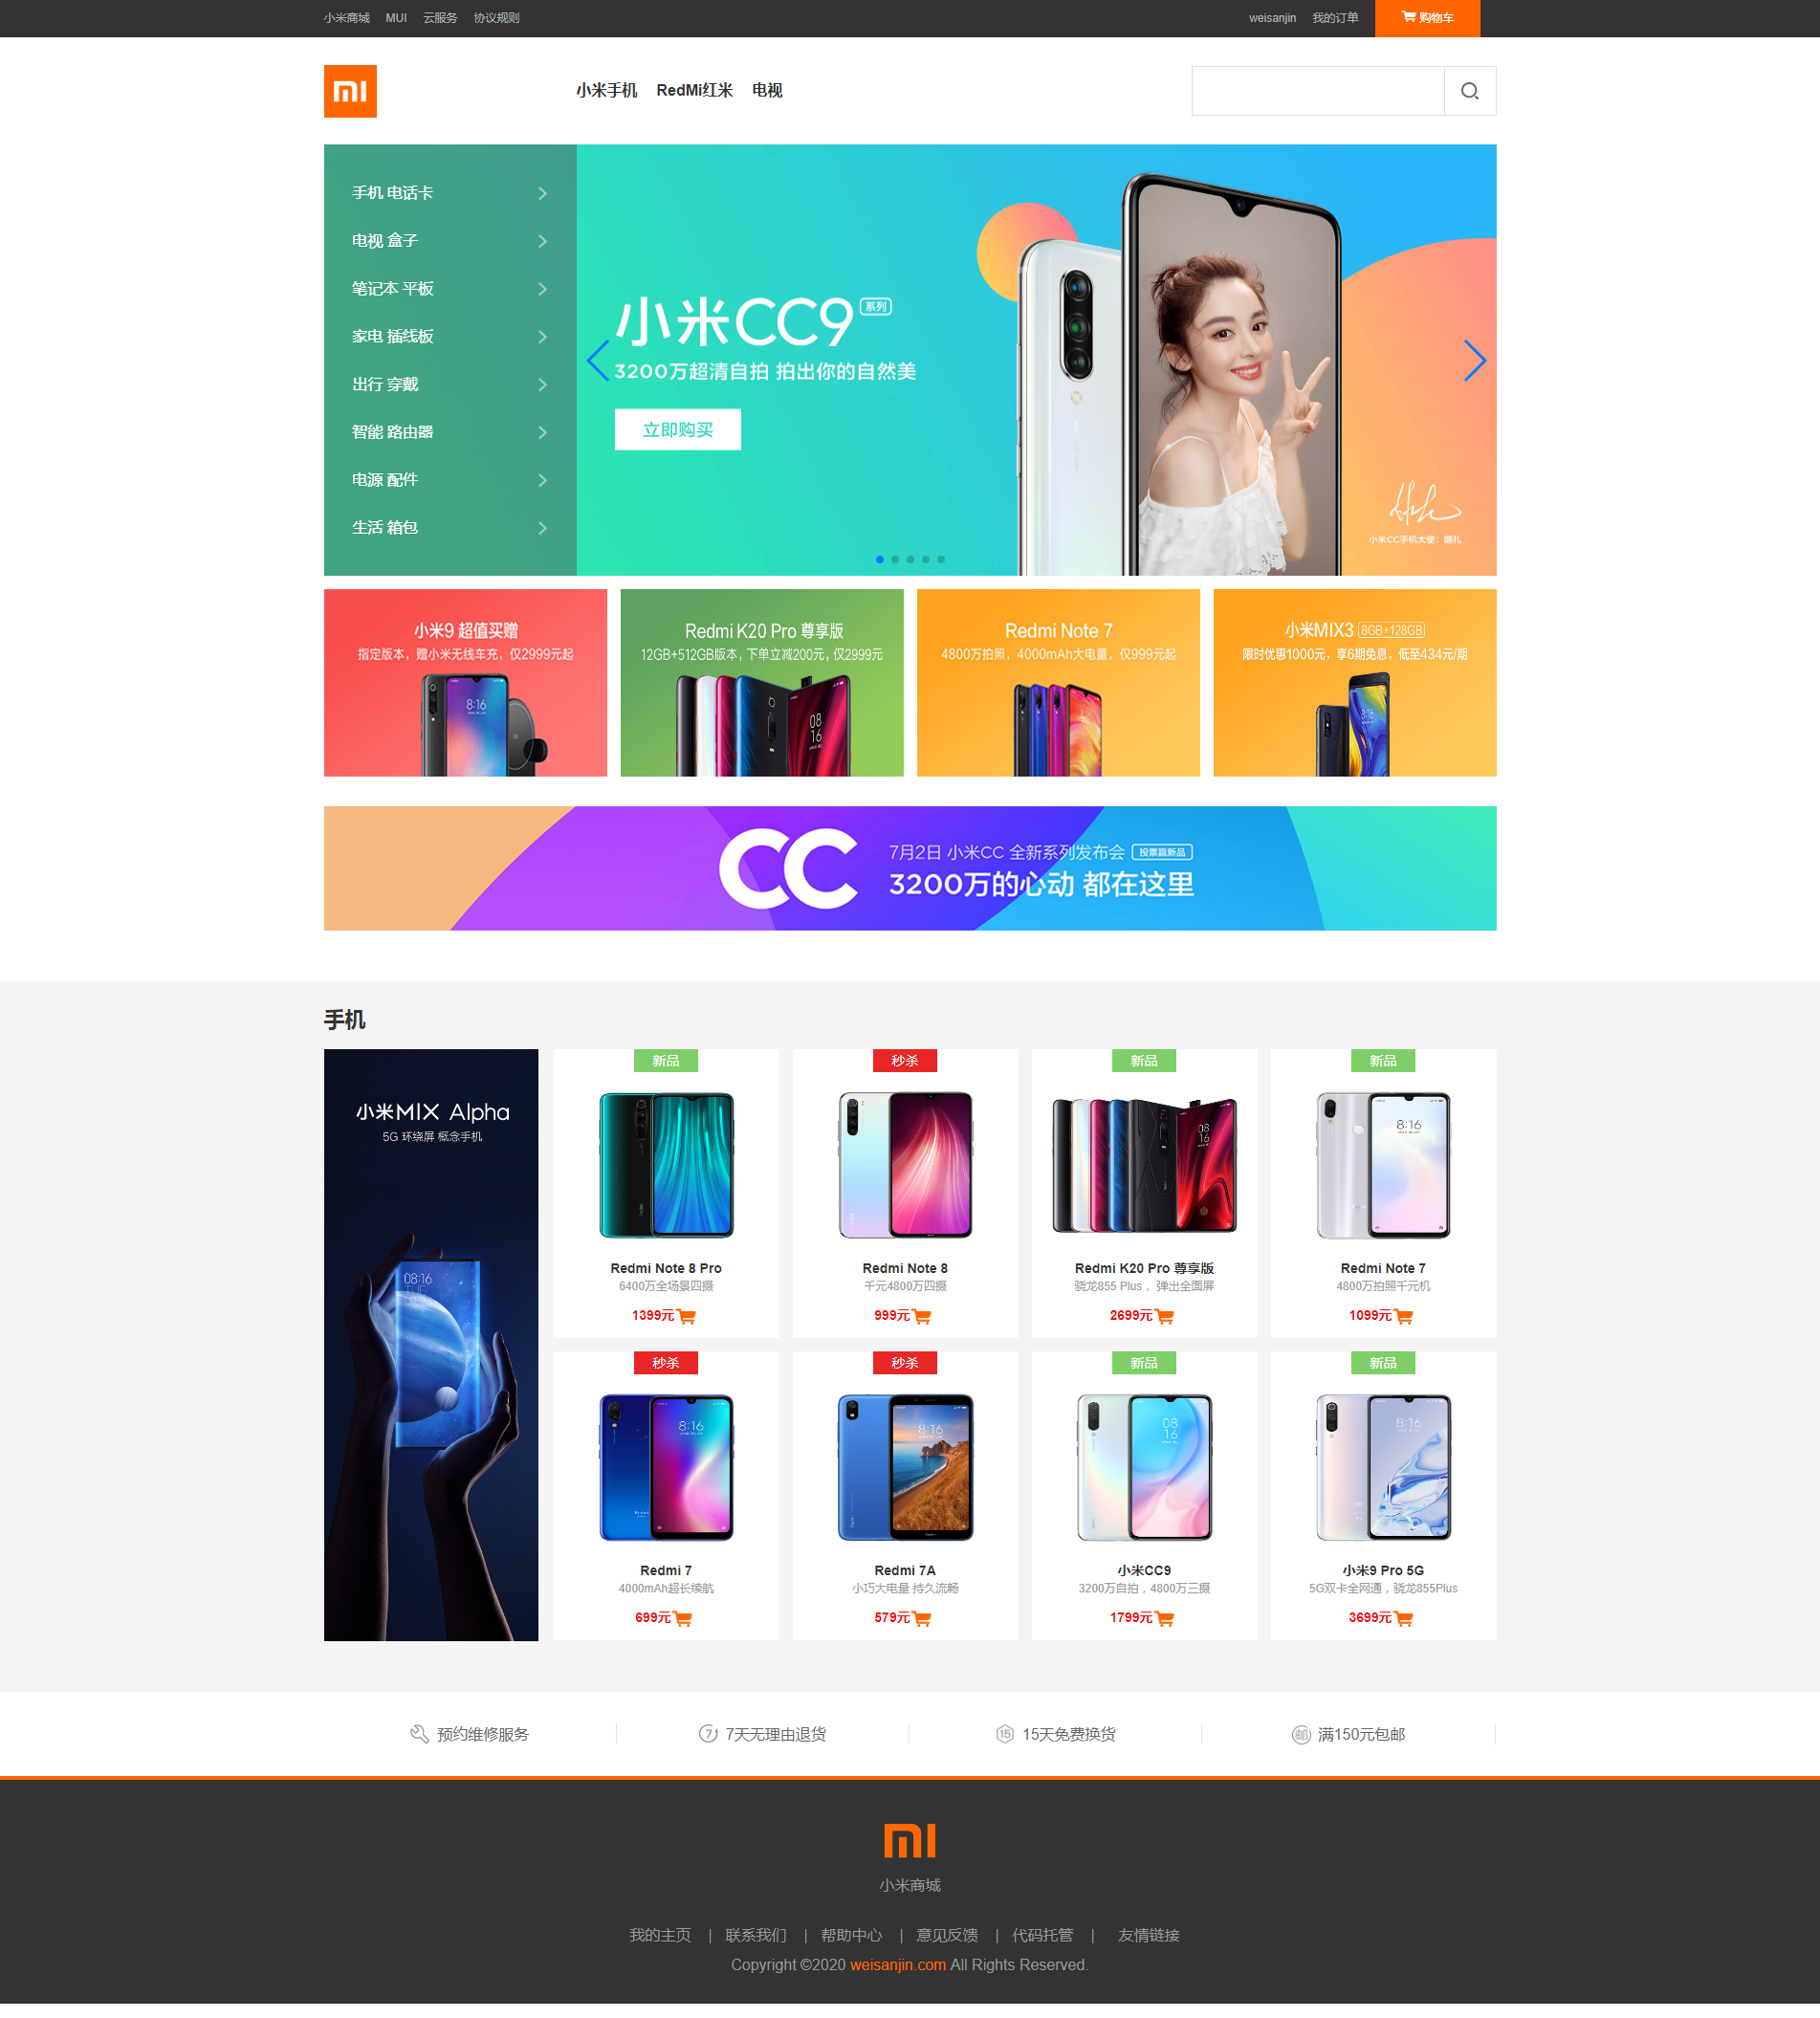 小米商城 MUI 云服务 协议规则 weisanjin 我的订单 购物车
小米手机 RedMi红米 电视
手机 电话卡
电视 盒子
笔记本 平板
家电 插线板
出行 穿戴
智能 路由器
电源 配件
生活 箱包
小米CC9 系列
3200万超清自拍 拍出你的自然美
立即购买
小米CC手机大使：娜扎
小米9 超值买赠
指定版本，赠小米无线车充，仅2999元起
8:16
Redmi K20 Pro 尊享版
12GB+512GB版本，下单立减200元，仅2999元
08
16
Redmi Note 7
4800万拍照，4000mAh大电量，仅999元起
小米MIX3 8GB+128GB
限时优惠1000元，享6期免息，低至434元/期
8:16
CC
7月2日 小米CC 全新系列发布会 投票赢新品
3200万的心动 都在这里
手机
小米MIX Alpha
5G 环绕屏 概念手机
08:16
新品
Redmi Note 8 Pro
6400万全场景四摄
1399元
秒杀
Redmi Note 8
千元4800万四摄
999元
新品
08
16
Redmi K20 Pro 尊享版
骁龙855 Plus， 弹出全面屏
2699元
新品
8:16
Redmi Note 7
4800万拍照千元机
1099元
秒杀
8:16
Redmi 7
4000mAh超长续航
699元
秒杀
8:16
Redmi 7A
小巧大电量 持久流畅
579元
新品
08
16
小米CC9
3200万自拍，4800万三摄
1799元
新品
8:16
小米9 Pro 5G
5G双卡全网通，骁龙855Plus
3699元
预约维修服务
7 7天无理由退货
15 15天免费换货
邮 满150元包邮
小米商城
我的主页 | 联系我们 | 帮助中心 | 意见反馈 | 代码托管 | 友情链接
Copyright ©2020 weisanjin.com All Rights Reserved.